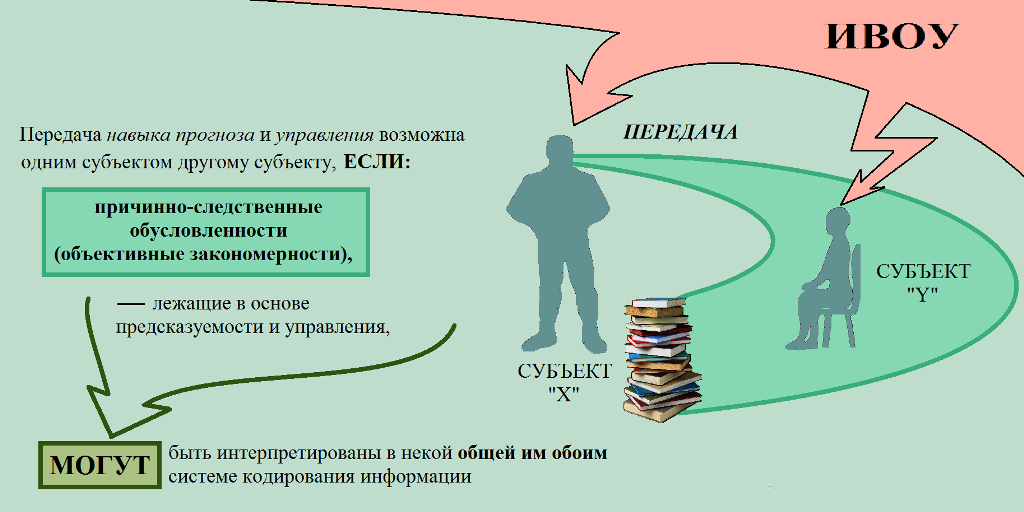 ИВОУ
ПЕРЕДАЧА
Передача навыка прогноза и управления возможна
одним субъектом другому субъекту, ЕСЛИ:
причинно-следственные
обусловленности
(объективные закономерности),
— лежащие в основе
предсказуемости и управления,
СУБЪЕКТ
"Y"
СУБЪЕКТ
"X"
МОГУТ
быть интерпретированы в некой общей им обоим
системе кодирования информации